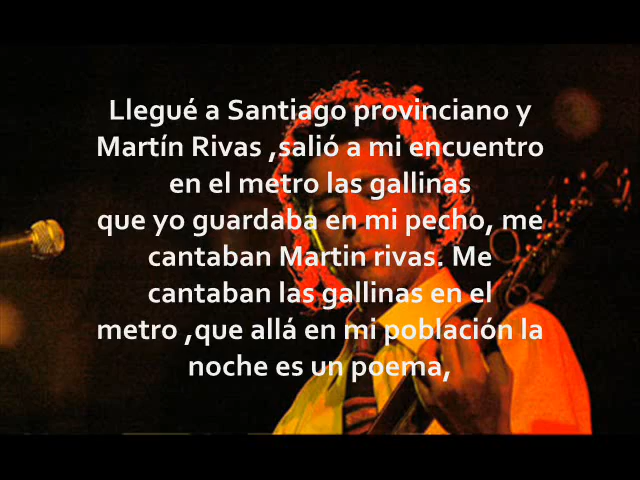 Llegué a Santiago provinciano y
Martín Rivas ,salió a mi encuentro
en el metro las gallinas
que yo guardaba en mi pecho, me
cantaban Martin rivas. Me
cantaban las gallinas en el
metro ,que allá en mi población la
noche es un poema,